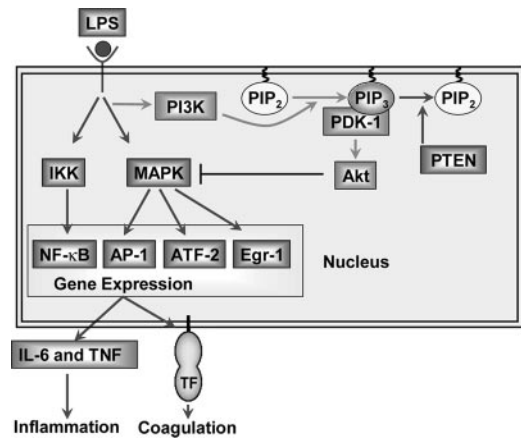 LPS
PI3K
PIP2
PIP3
PIP2
PDK-1
IKK
MAPK
Akt
PTEN
NF-κB
AP-1
ATF-2
Egr-1
Nucleus
Gene Expression
IL-6 and TNF
TF
Inflammation
Coagulation